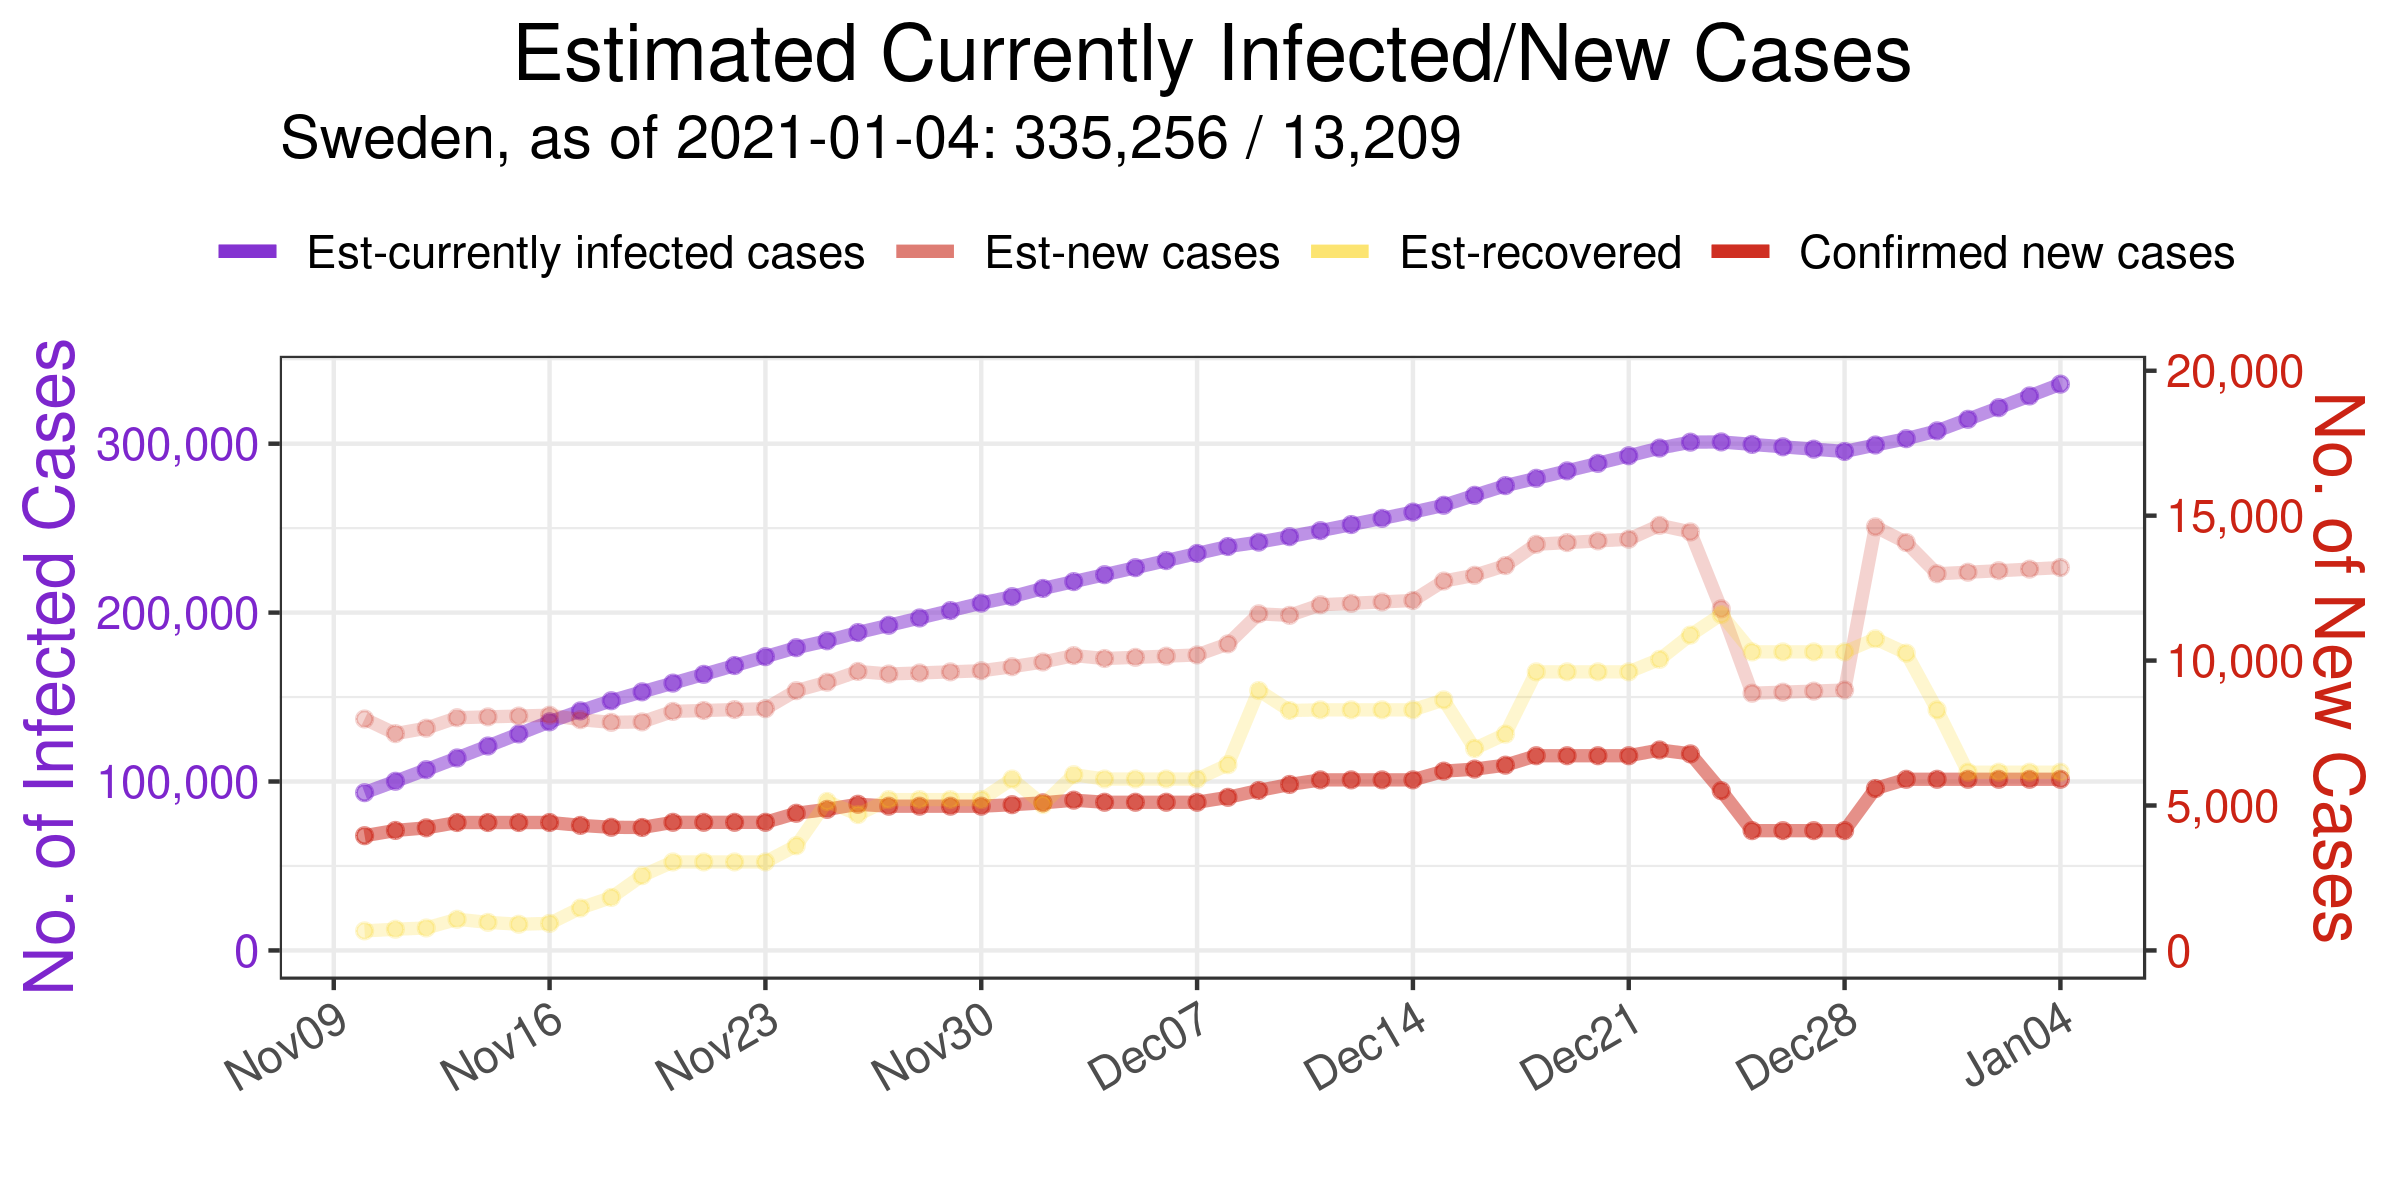 Estimated Currently Infected/New Cases
Sweden, as of 2021-01-04: 335,256 / 13,209
Est-currently infected cases Est-new cases Est-recovered Confirmed new cases
No. of Infected Cases
300,000
200,000
100,000
0
20,000
15,000
10,000
5,000
0
No. of New Cases
Nov09 Nov16 Nov23 Nov30 Dec07 Dec14 Dec21 Dec28 Jan04